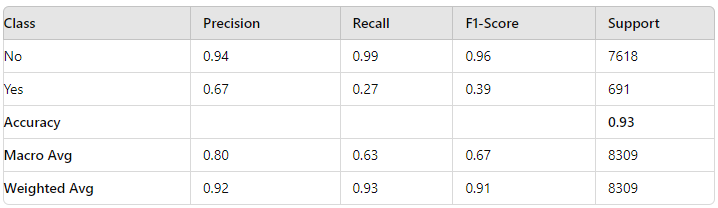 Class Precision Recall F1-Score Support
No 0.94 0.99 0.96 7618
Yes 0.67 0.27 0.39 691
Accuracy 0.93
Macro Avg 0.80 0.63 0.67 8309
Weighted Avg 0.92 0.93 0.91 8309